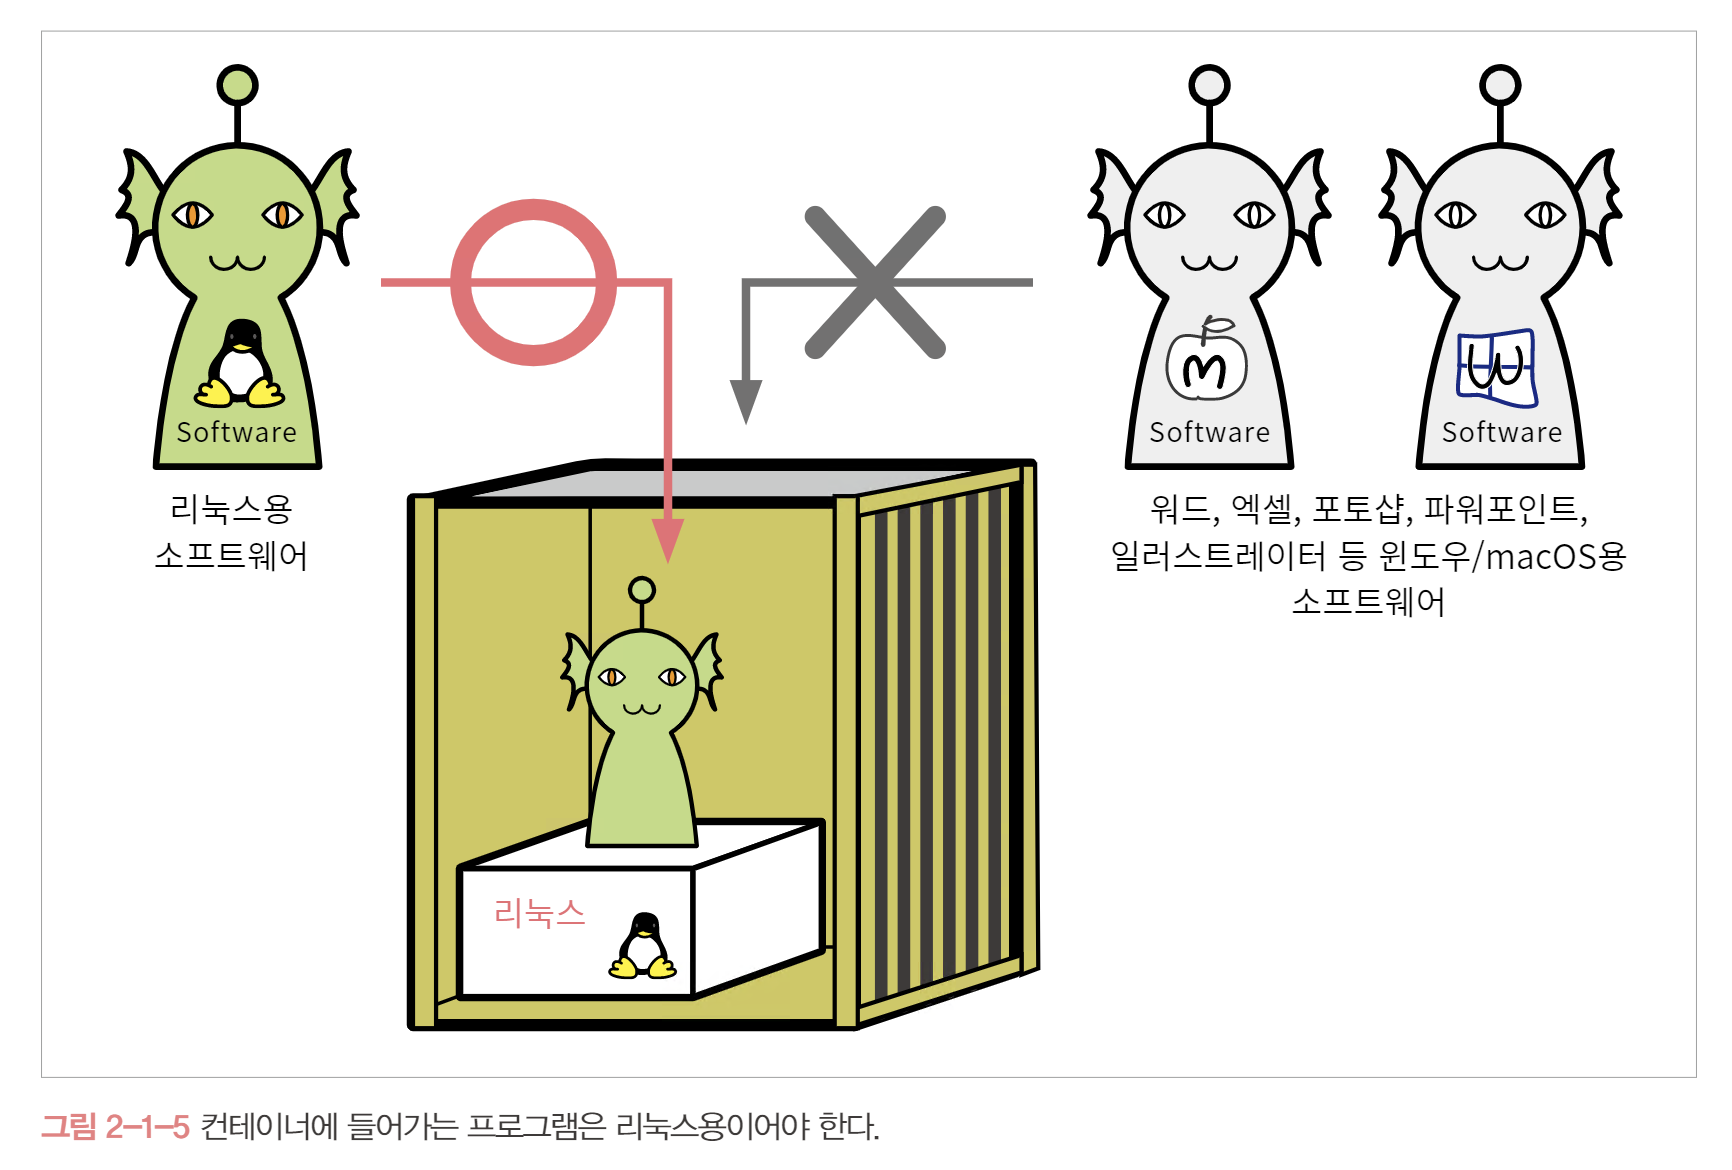 Software
리눅스용
소프트웨어
M
Software
W
Software
워드, 엑셀, 포토샵, 파워포인트,
일러스트레이터 등 윈도우/macOS용
소프트웨어
리눅스
그림 2-1-5 컨테이너에 들어가는 프로그램은 리눅스용이어야 한다.